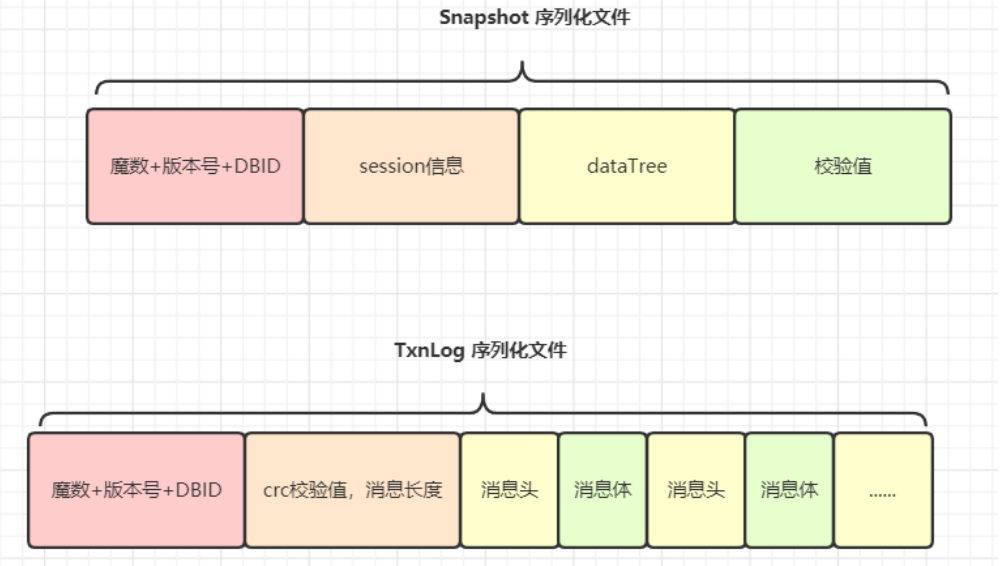 Snapshot 序列化文件
魔数+版本号+DBID
session信息
dataTree
校验值
TxnLog 序列化文件
魔数+版本号+DBID
crc校验值，消息长度
消息头
消息体
消息头
消息体
......